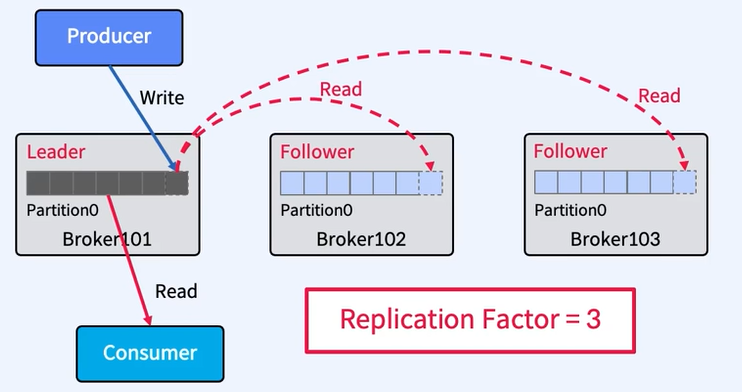 Producer
Write
Read
Read
Leader
Follower
Follower
Partition0
Partition0
Partition0
Broker101
Broker102
Broker103
Read
Replication Factor = 3
Consumer